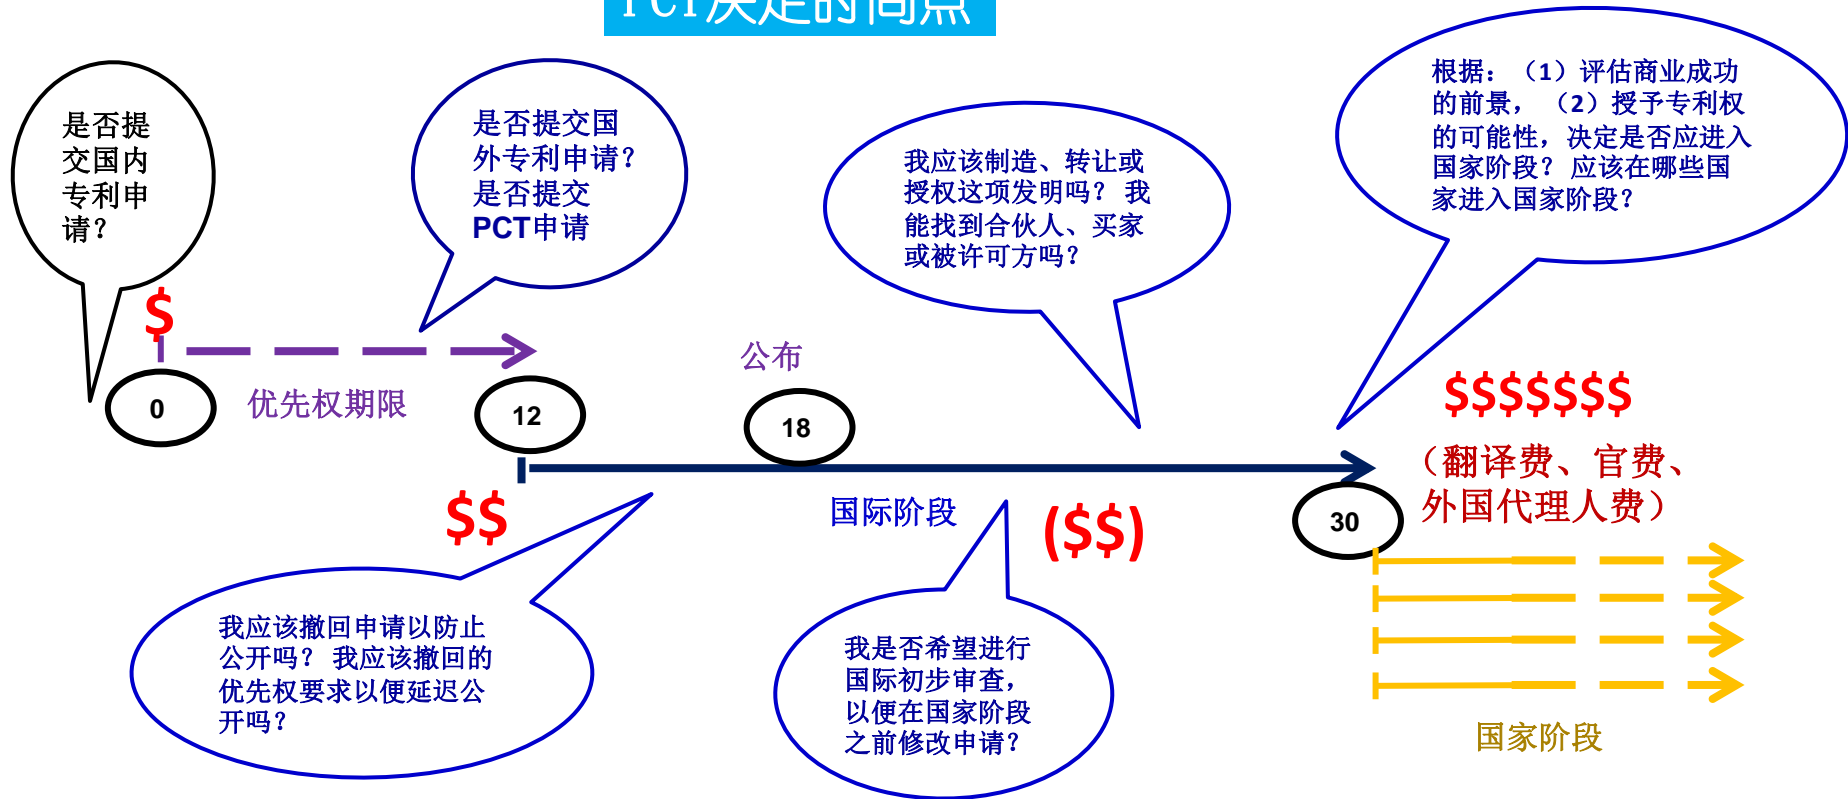 PCT决定时间点
是否提
交国内
专利申
请？
是否提交国
外专利申请？
是否提交
PCT申请
我应该制造、转让或
授权这项发明吗？ 我
能找到合伙人、买家
或被许可方吗？
根据：（1）评估商业成功
的前景，（2）授予专利权
的可能性，决定是否应进入
国家阶段？ 应该在哪些国
家进入国家阶段？
$
0
优先权期限
12
公布
18
$$$$$$$
（翻译费、官费、
外国代理人费）
$$
国际阶段
($$)
30
我应该撤回申请以防止
公开吗？ 我应该撤回的
优先权要求以便延迟公
开吗？
我是否希望进行
国际初步审查，
以便在国家阶段
之前修改申请？
国家阶段